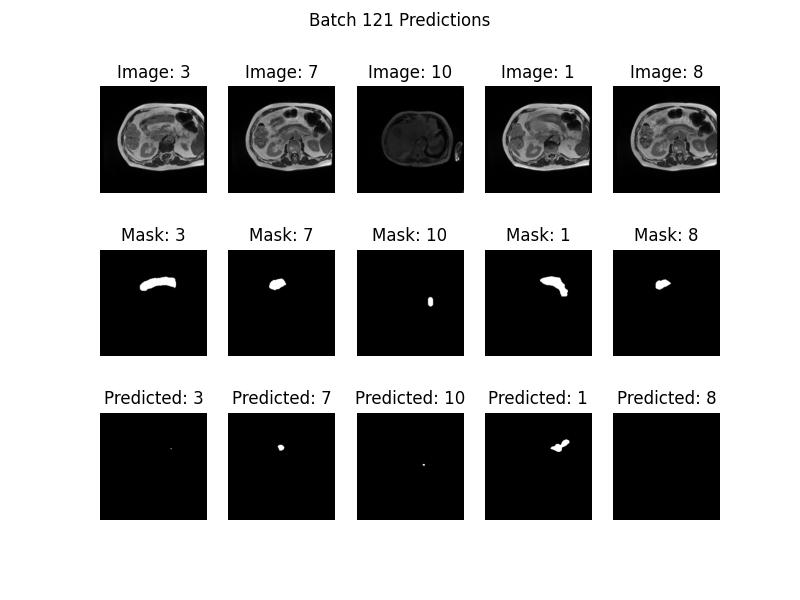 Batch 121 Predictions
Image: 3 Image: 7 Image: 10 Image: 1 Image: 8
Mask: 3 Mask: 7 Mask: 10 Mask: 1 Mask: 8
Predicted: 3 Predicted: 7 Predicted: 10 Predicted: 1 Predicted: 8